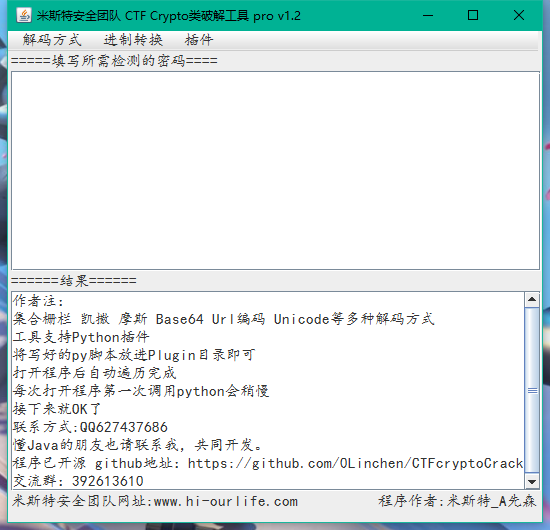 米斯特安全团队 CTF Crypto类破解工具 pro v1.2
解码方式 进制转换 插件
=====填写所需检测的密码====
======结果======
作者注:
集合栅栏 凯撒 摩斯 Base64 Url编码 Unicode等多种解码方式
工具支持Python插件
将写好的py脚本放进Plugin目录即可
打开程序后自动遍历完成
每次打开程序第一次调用python会稍慢
接下来就OK了
联系方式:QQ627437686
懂Java的朋友也请联系我，共同开发。
程序已开源 github地址: https://github.com/0Linchen/CTFcryptoCrack
交流群: 392613610
米斯特安全团队网址:www.hi-ourlife.com 程序作者:米斯特_A先森